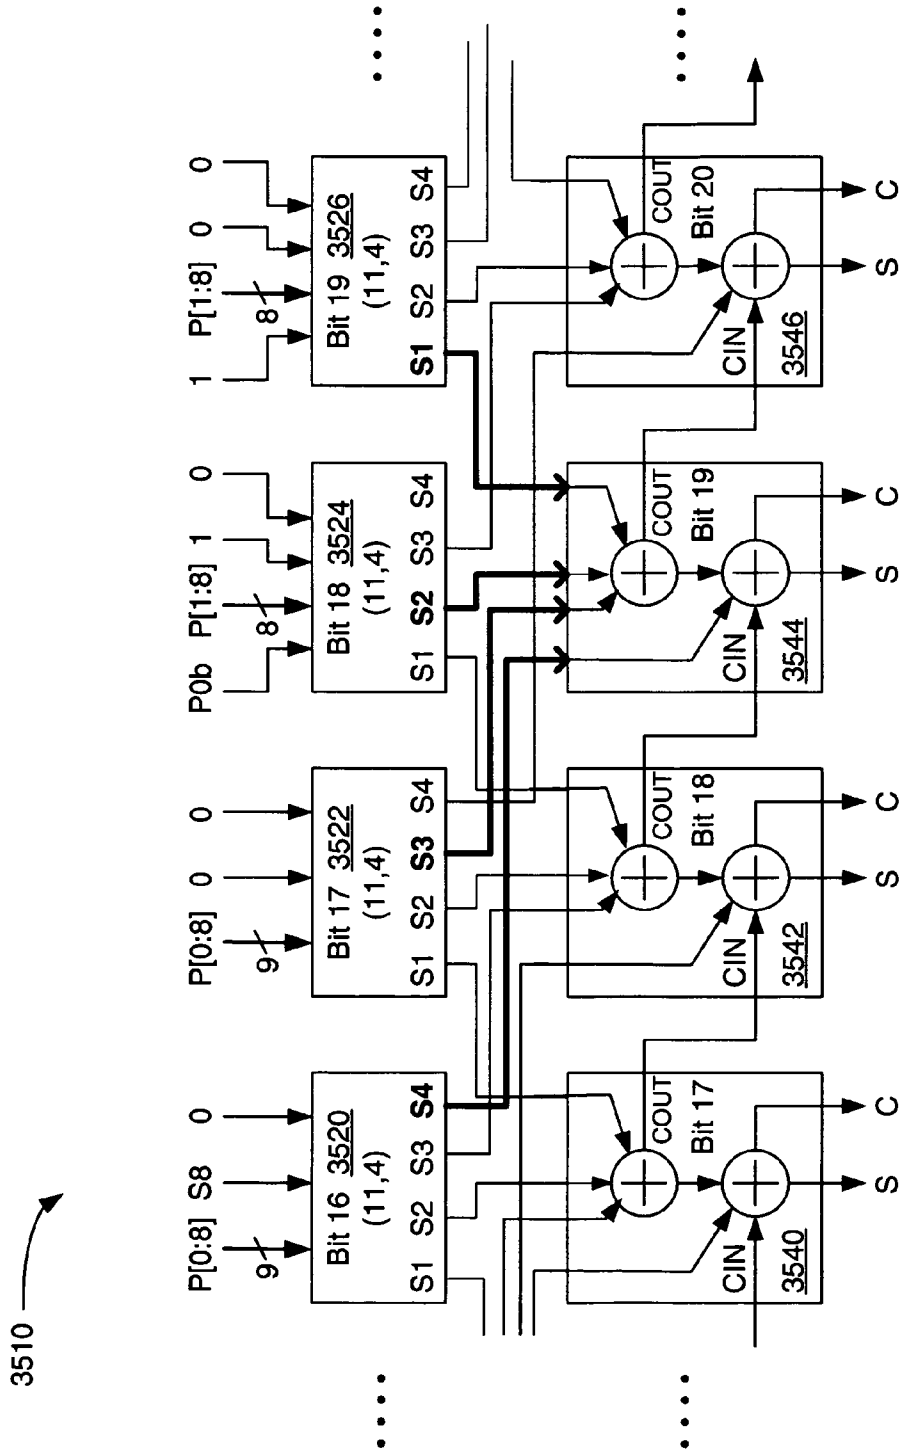 3510
P[0:8] S8 0 P[0:8] 0 0 P0b P[1:8] 1 0 1 P[1:8] 0 0
9 9 8 8
Bit 16 3520 Bit 17 3522 Bit 18 3524 Bit 19 3526
(11,4) (11,4) (11,4) (11,4)
S1 S2 S3 S4 S1 S2 S3 S4 S1 S2 S3 S4 S1 S2 S3 S4
COUT COUT COUT COUT
Bit 17 Bit 18 Bit 19 Bit 20
CIN CIN CIN CIN
3540 3542 3544 3546
S C S C S C S C